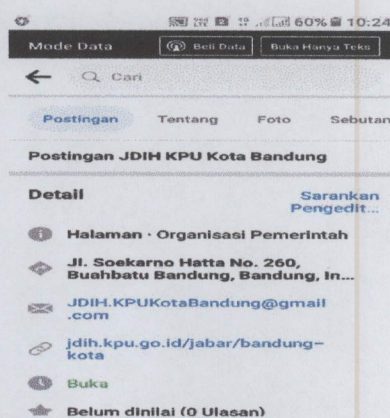 60% 10:24
Mode Data Beli Data Buka Hanya Teks
Cari
Postingan Tentang Foto Sebutan
Postingan JDIH KPU Kota Bandung
Detail Sarankan
Pengedit...
Halaman · Organisasi Pemerintah
Jl. Soekarno Hatta No. 260,
Buahbatu Bandung, Bandung, In...
JDIH.KPUKotaBandung@gmail
.com
jdih.kpu.go.id/jabar/bandung-
kota
Buka
Belum dinilai (0 Ulasan)